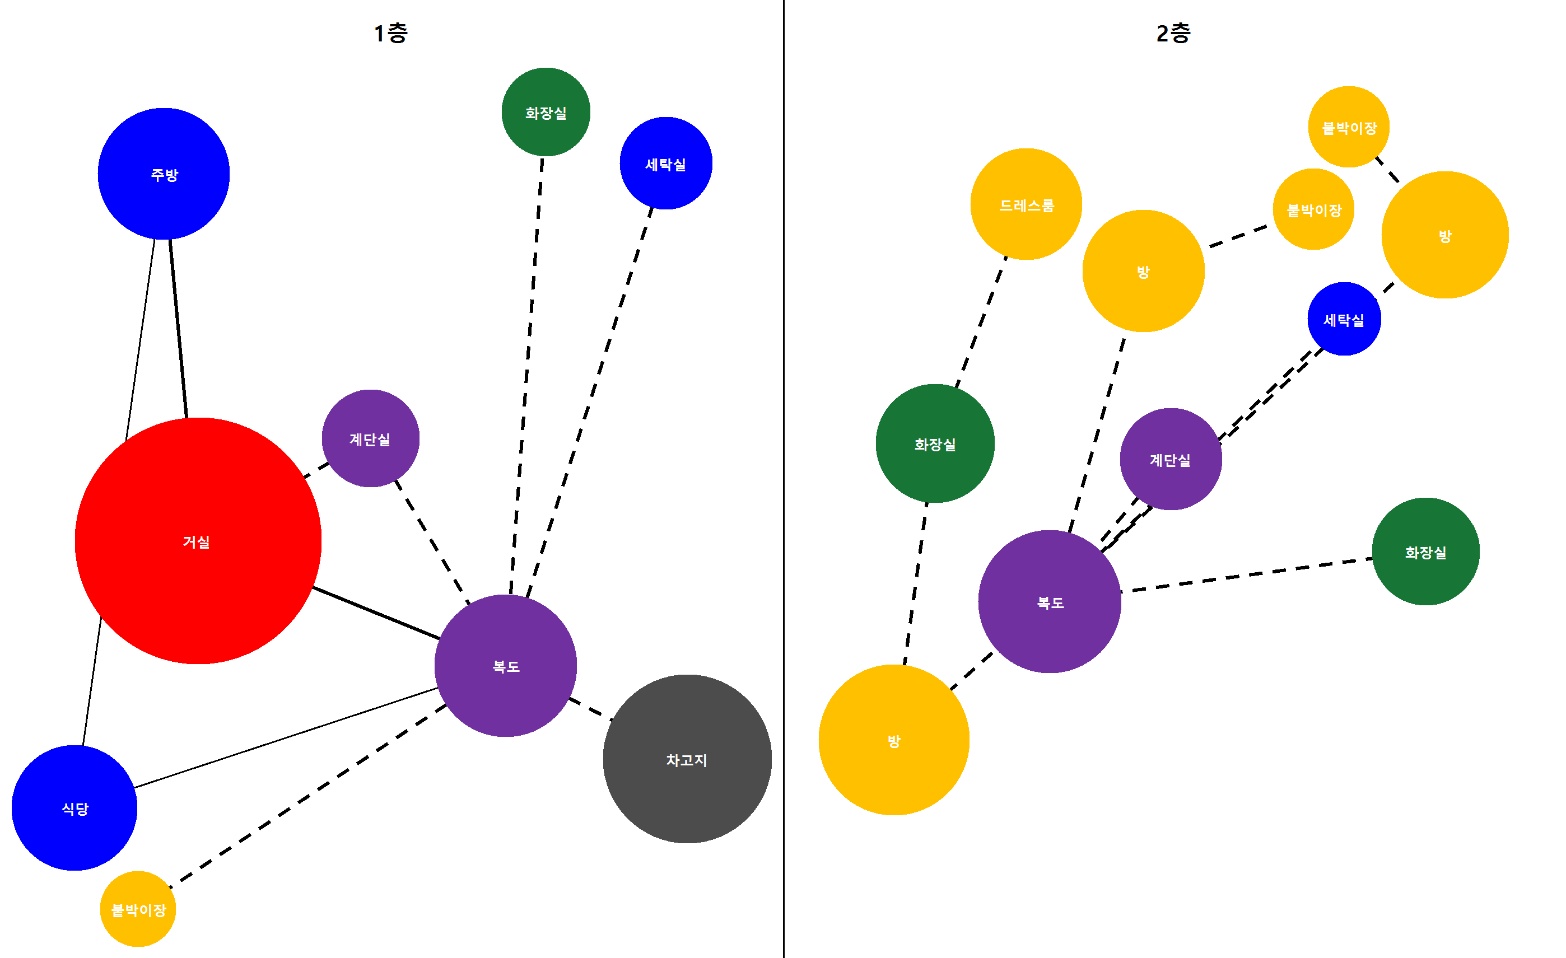 1층
화장실
세탁실
주방
계단실
거실
복도
차고지
식당
붙박이장
2층
붙박이장
드레스룸
붙박이장
방
방
세탁실
화장실
계단실
화장실
복도
방